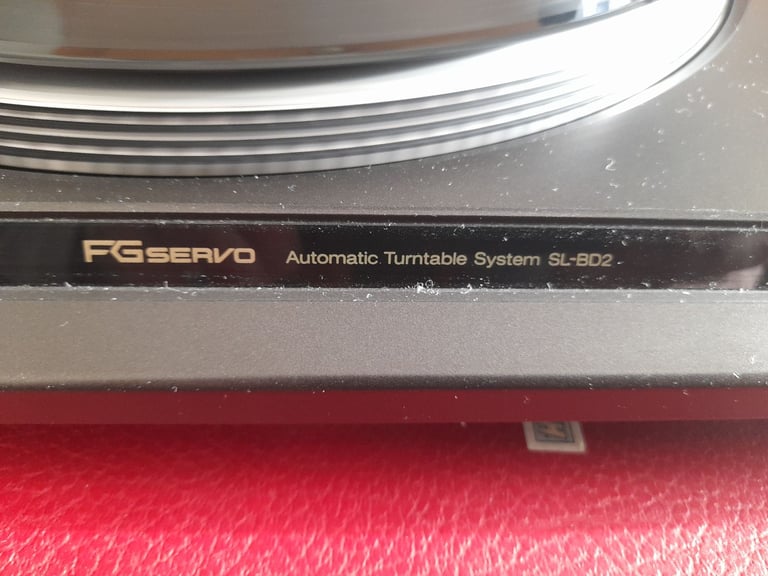 FG SERVO Automatic Turntable System SL-BD2